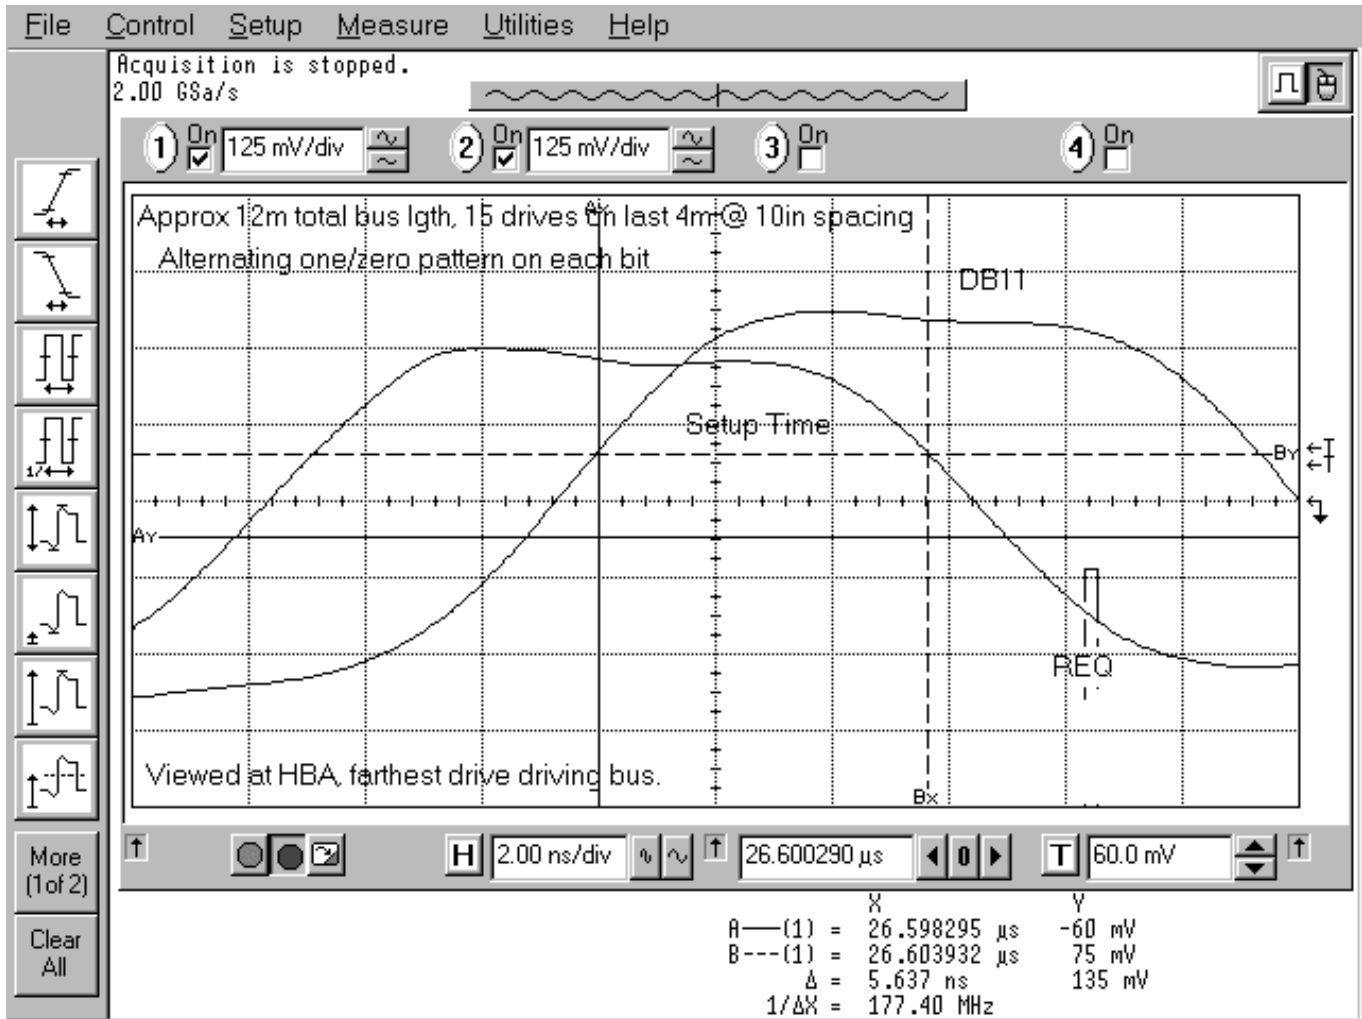 File Control Setup Measure Utilities Help
Acquisition is stopped.
2.00 GSa/s
1 On 125 mV/div 2 On 125 mV/div 3 On 4 On
Approx 12m total bus lgth, 15 drives on last 4m @ 10in spacing
Ax
Alternating one/zero pattern on each bit
DB11
Setup Time
By
Ay
REQ
1/
Viewed at HBA, farthest drive driving bus.
Bx
More
(1 of 2)
H 2.00 ns/div 26.600290 µs 0 T 60.0 mV
Clear
All
X Y
A—(1) = 26.598295 µs -60 mV
B---(1) = 26.603932 µs 75 mV
Δ = 5.637 ns 135 mV
1/ΔX = 177.40 MHz